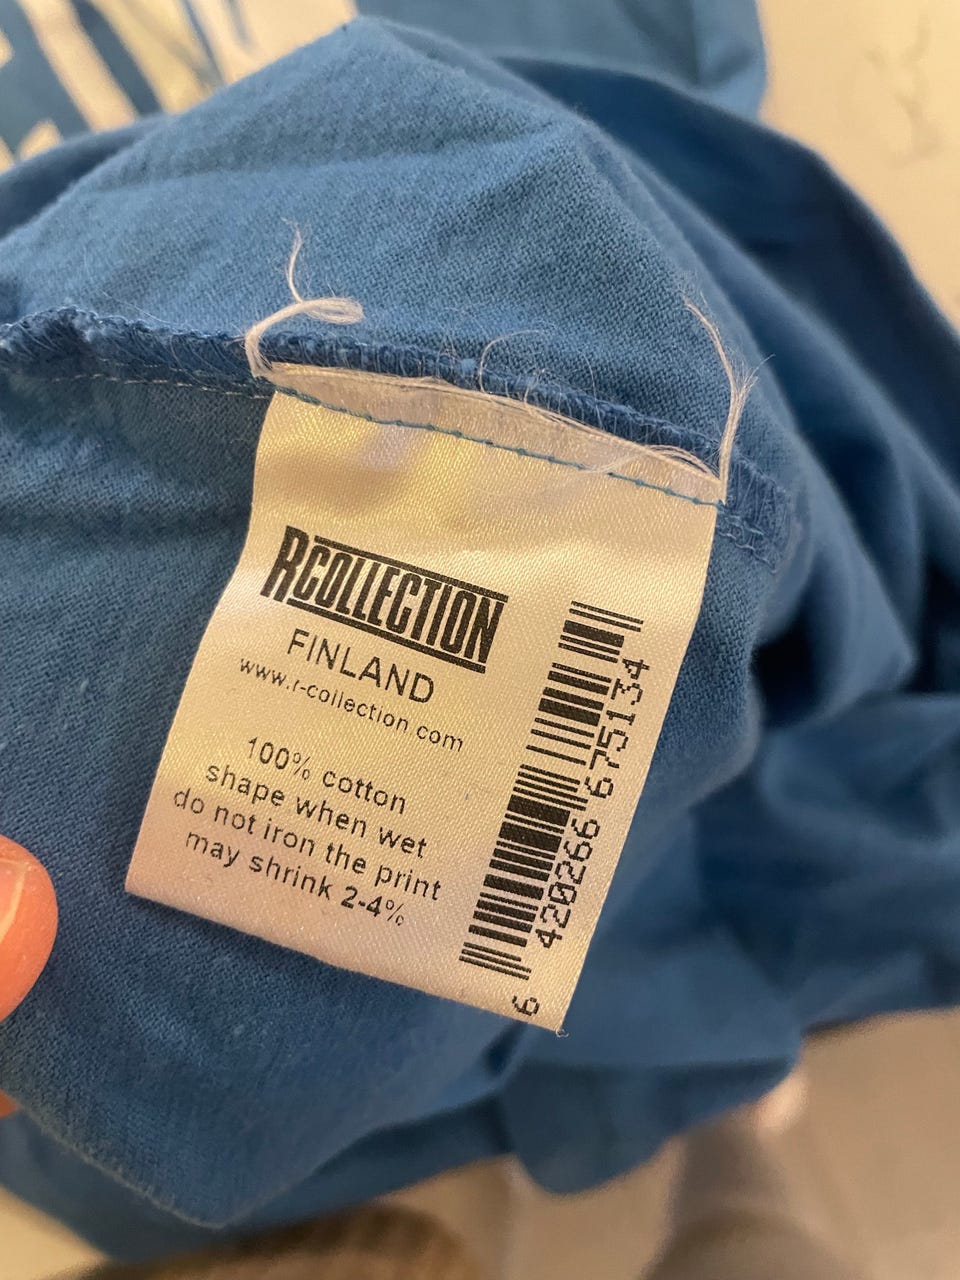 RCOLLECTION
FINLAND
www.r-collection.com
100% cotton
shape when wet
do not iron the print
may shrink 2-4%
6 420266 675134